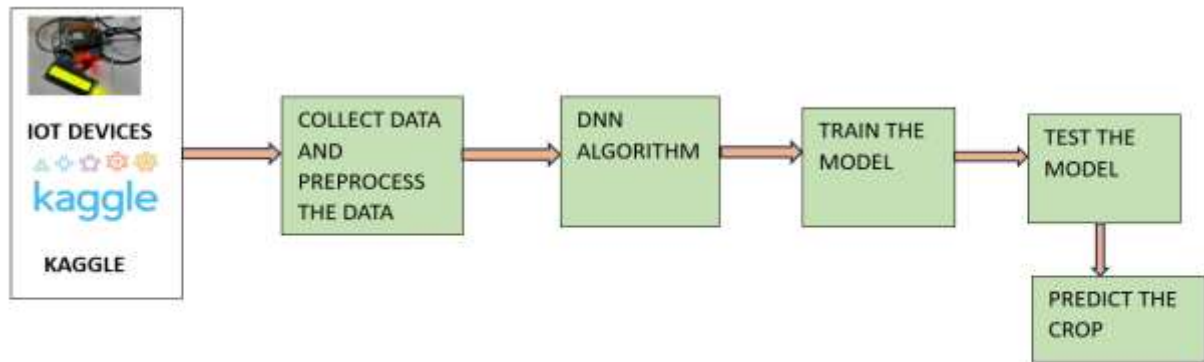 IOT DEVICES
kaggle
KAGGLE
COLLECT DATA
AND
PREPROCESS
THE DATA
DNN
ALGORITHM
TRAIN THE
MODEL
TEST THE
MODEL
PREDICT THE
CROP